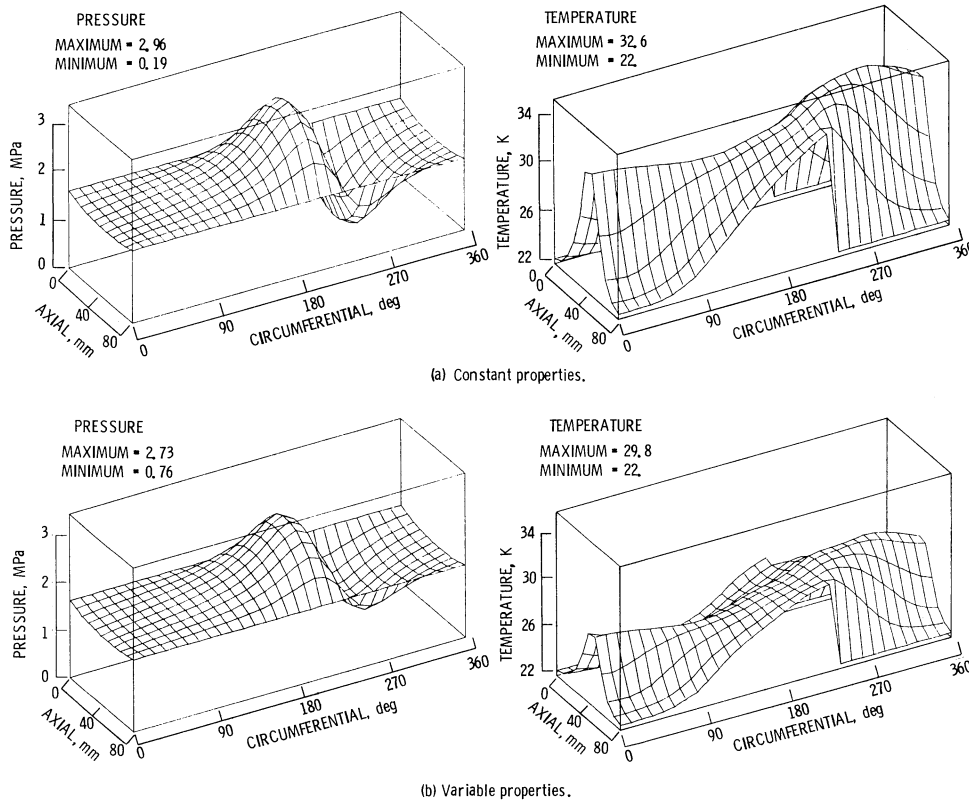 PRESSURE
MAXIMUM = 2.96
MINIMUM = 0.19
PRESSURE, MPa
3
2
1
0
0
40
80
AXIAL, mm
0
90
180
270
360
CIRCUMFERENTIAL, deg
TEMPERATURE
MAXIMUM = 32.6
MINIMUM = 22.
TEMPERATURE, K
34
30
26
22
0
40
80
AXIAL, mm
0
90
180
270
360
CIRCUMFERENTIAL, deg
(a) Constant properties.
PRESSURE
MAXIMUM = 2.73
MINIMUM = 0.76
PRESSURE, MPa
3
2
1
0
0
40
80
AXIAL, mm
0
90
180
270
360
CIRCUMFERENTIAL, deg
TEMPERATURE
MAXIMUM = 29.8
MINIMUM = 22.
TEMPERATURE, K
34
30
26
22
0
40
80
AXIAL, mm
0
90
180
270
360
CIRCUMFERENTIAL, deg
(b) Variable properties.